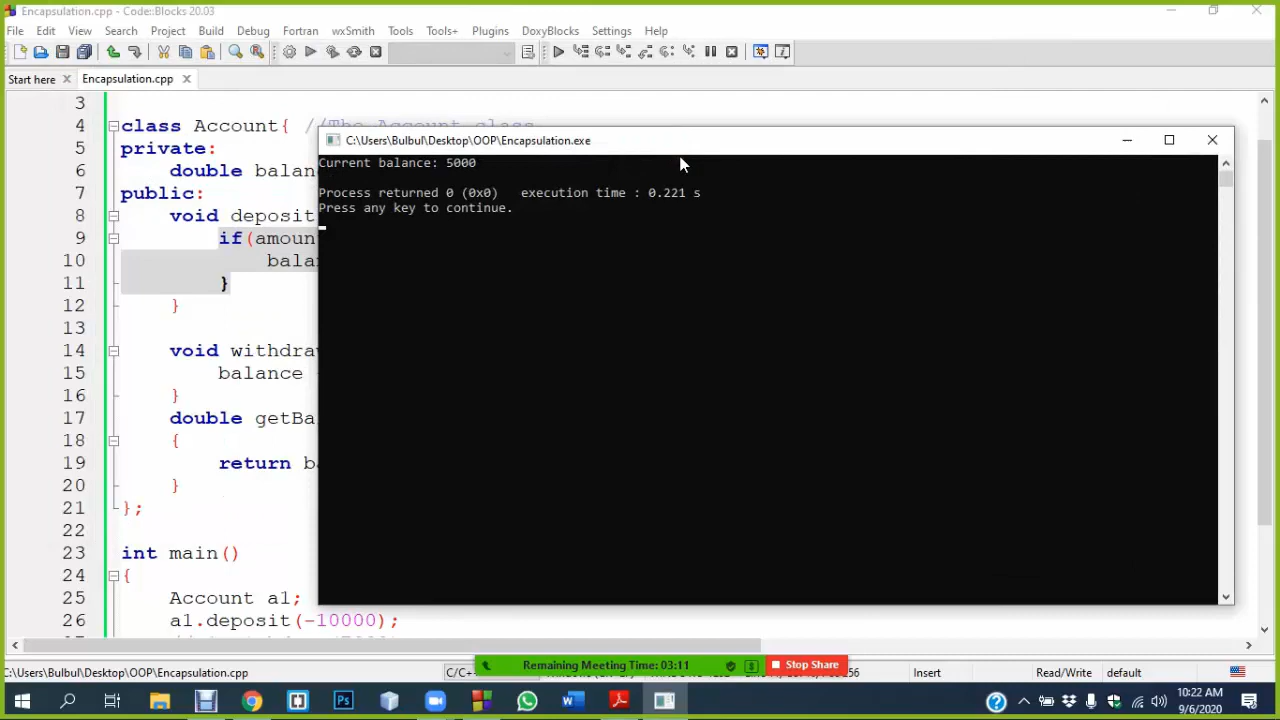 Encapsulation.cpp - Code::Blocks 20.03
File Edit View Search Project Build Debug Fortran wxSmith Tools Tools+ Plugins DoxyBlocks Settings Help
Start here Encapsulation.cpp
3
4 class Account{ //The Account class
5 private:
6 double balan
7 public:
8 void deposit
9 if(amoun
10 balan
11 }
12 }
13
14 void withdraw
15 balance
16 }
17 double getBa
18 {
19 return ba
20 }
21 };
22
23 int main()
24 {
25 Account a1;
26 a1.deposit(-10000);
C:\Users\Bulbul\Desktop\OOP\Encapsulation.exe
Current balance: 5000
Process returned 0 (0x0) execution time : 0.221 s
Press any key to continue.
C:\Users\Bulbul\Desktop\OOP\Encapsulation.cpp C/C+ Insert Read/Write default
Remaining Meeting Time: 03:11 Stop Share
10:22 AM
9/6/2020